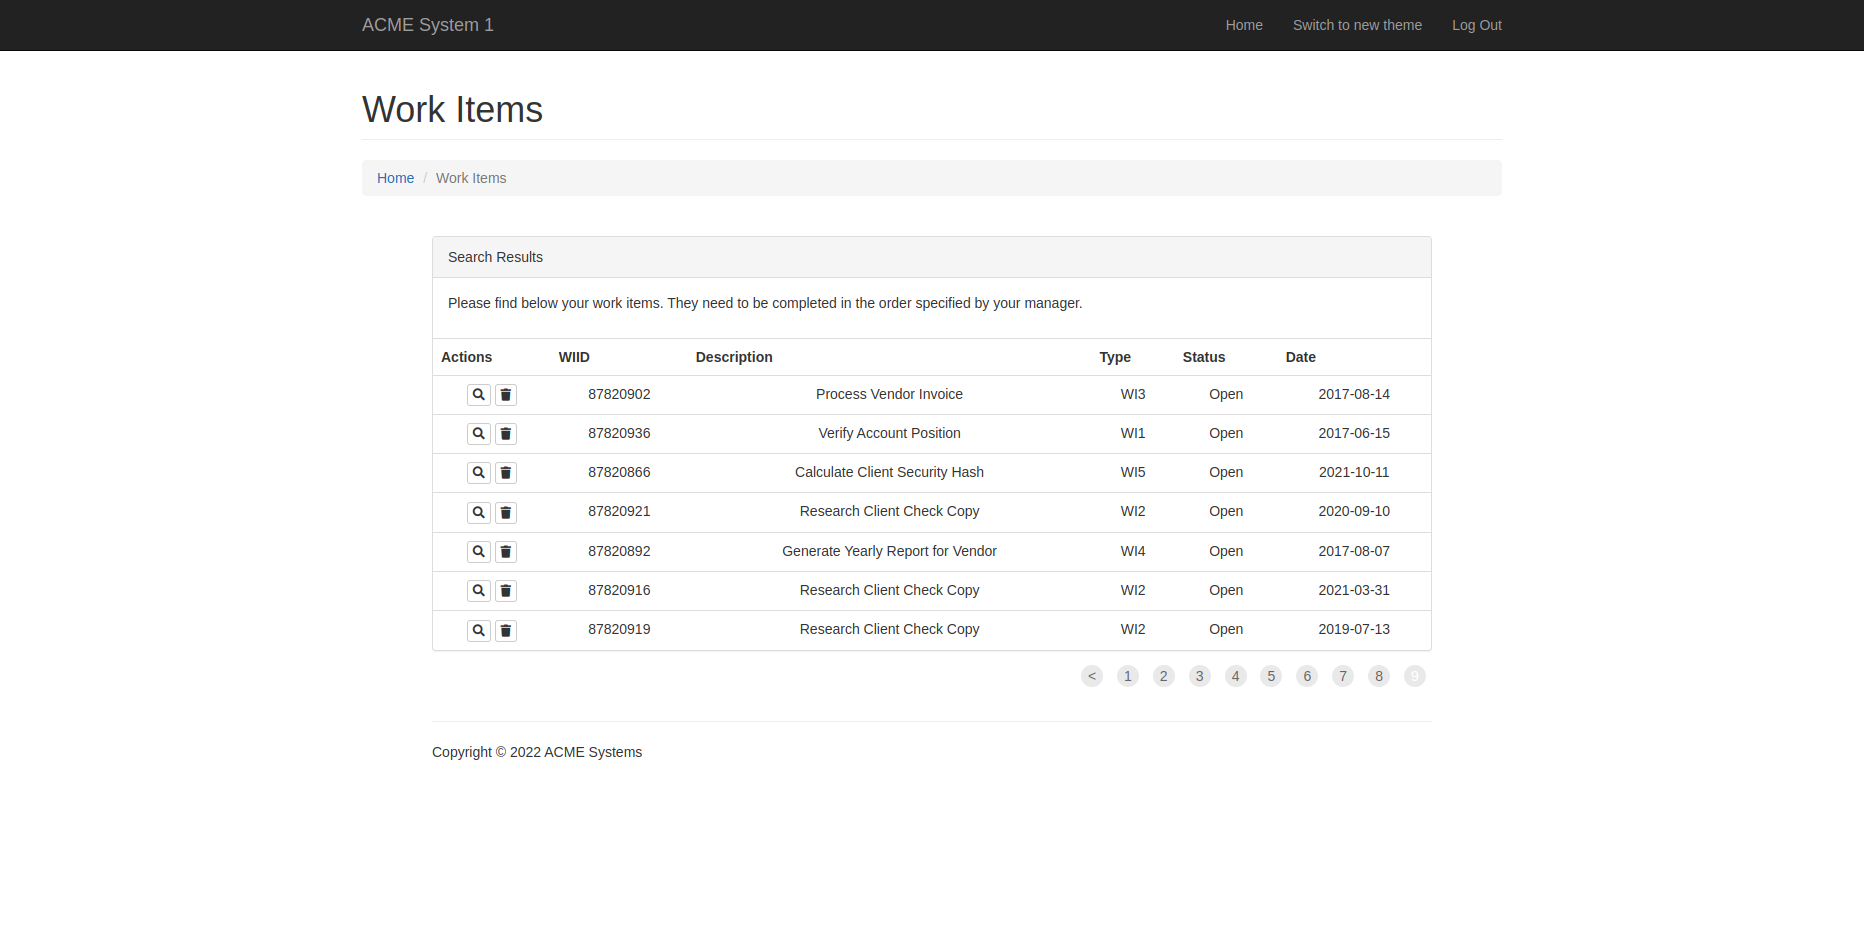 ACME System 1 Home Switch to new theme Log Out
Work Items
Home / Work Items
Search Results
Please find below your work items. They need to be completed in the order specified by your manager.
Actions WIID Description Type Status Date
87820902 Process Vendor Invoice WI3 Open 2017-08-14
87820936 Verify Account Position WI1 Open 2017-06-15
87820866 Calculate Client Security Hash WI5 Open 2021-10-11
87820921 Research Client Check Copy WI2 Open 2020-09-10
87820892 Generate Yearly Report for Vendor WI4 Open 2017-08-07
87820916 Research Client Check Copy WI2 Open 2021-03-31
87820919 Research Client Check Copy WI2 Open 2019-07-13
< 1 2 3 4 5 6 7 8 9
Copyright © 2022 ACME Systems